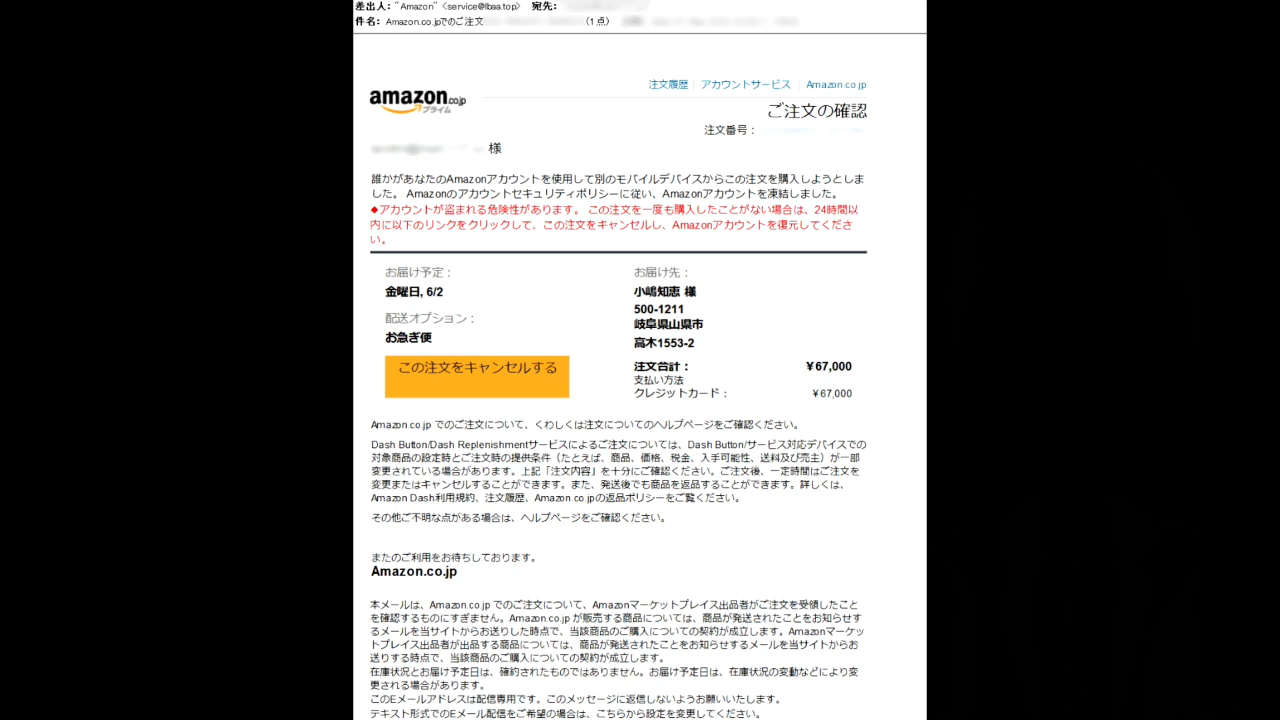 差出人: "Amazon" <service@lbaa.top> 宛先:
件名: Amazon.co.jpでのご注文 (1点)
注文履歴 | アカウントサービス | Amazon.co.jp
amazon.co.jp
プライム
ご注文の確認
注文番号:
様
誰かがあなたのAmazonアカウントを使用して別のモバイルデバイスからこの注文を購入しようとしま
した。 Amazonのアカウントセキュリティポリシーに従い、Amazonアカウントを凍結しました。
◆アカウントが盗まれる危険性があります。 この注文を一度も購入したことがない場合は、24時間以
内に以下のリンクをクリックして、この注文をキャンセルし、Amazonアカウントを復元してくださ
い。
お届け予定:
金曜日, 6/2
配送オプション:
お急ぎ便
この注文をキャンセルする
お届け先:
小嶋知恵 様
500-1211
岐阜県山県市
高木1553-2
注文合計: ¥67,000
支払い方法
クレジットカード: ¥67,000
Amazon.co.jp でのご注文について、くわしくは注文についてのヘルプページをご確認ください。
Dash Button/Dash Replenishmentサービスによるご注文については、Dash Button/サービス対応デバイスでの
対象商品の設定時とご注文時の提供条件(たとえば、商品、価格、税金、入手可能性、送料及び売主)が一部
変更されている場合があります。上記「注文内容」を十分にご確認ください。ご注文後、一定時間はご注文を
変更またはキャンセルすることができます。また、発送後でも商品を返品することができます。詳しくは、
Amazon Dash利用規約、注文履歴、Amazon.co.jpの返品ポリシーをご覧ください。
その他ご不明な点がある場合は、ヘルプページをご確認ください。
またのご利用をお待ちしております。
Amazon.co.jp
本メールは、Amazon.co.jp でのご注文について、Amazonマーケットプレイス出品者がご注文を受領したこと
を確認するものにすぎません。Amazon.co.jp が販売する商品については、商品が発送されたことをお知らせす
るメールを当サイトからお送りした時点で、当該商品のご購入についての契約が成立します。Amazonマーケッ
トプレイス出品者が出品する商品については、商品が発送されたことをお知らせするメールを当サイトからお
送りする時点で、当該商品のご購入についての契約が成立します。
在庫状況とお届け予定日は、確約されたものではありません。お届け予定日は、在庫状況の変動などにより変
更される場合があります。
このEメールアドレスは配信専用です。このメッセージに返信しないようお願いいたします。
テキスト形式でのEメール配信をご希望の場合は、こちらから設定を変更してください。